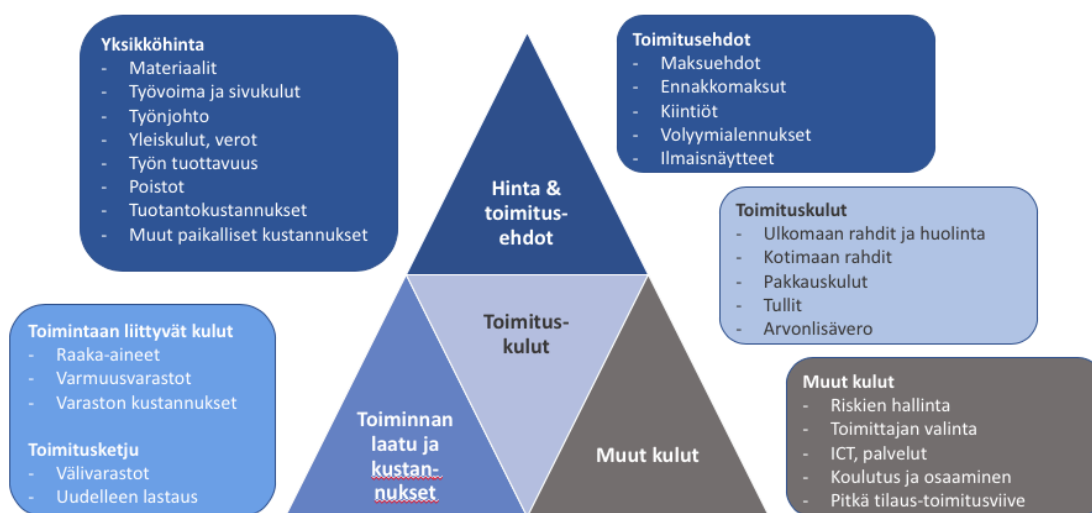 Yksikköhinta
- Materiaalit
- Työvoima ja sivukulut
- Työnjohto
- Yleiskulut, verot
- Työn tuottavuus
- Poistot
- Tuotantokustannukset
- Muut paikalliset kustannukset
Toimitusehdot
- Maksuehdot
- Ennakkomaksut
- Kiintiöt
- Volyymialennukset
- Ilmaisnäytteet
Hinta &
toimitus-
ehdot
Toimituskulut
- Ulkomaan rahdit ja huolinta
- Kotimaan rahdit
- Pakkauskulut
- Tullit
- Arvonlisävero
Toimintaan liittyvät kulut
- Raaka-aineet
- Varmuusvarastot
- Varaston kustannukset
Toimitusketju
- Välivarastot
- Uudelleen lastaus
Toimitus-
kulut
Toiminnan
laatu ja
kustan-
nukset
Muut kulut
Muut kulut
- Riskien hallinta
- Toimittajan valinta
- ICT, palvelut
- Koulutus ja osaaminen
- Pitkä tilaus-toimitusviive